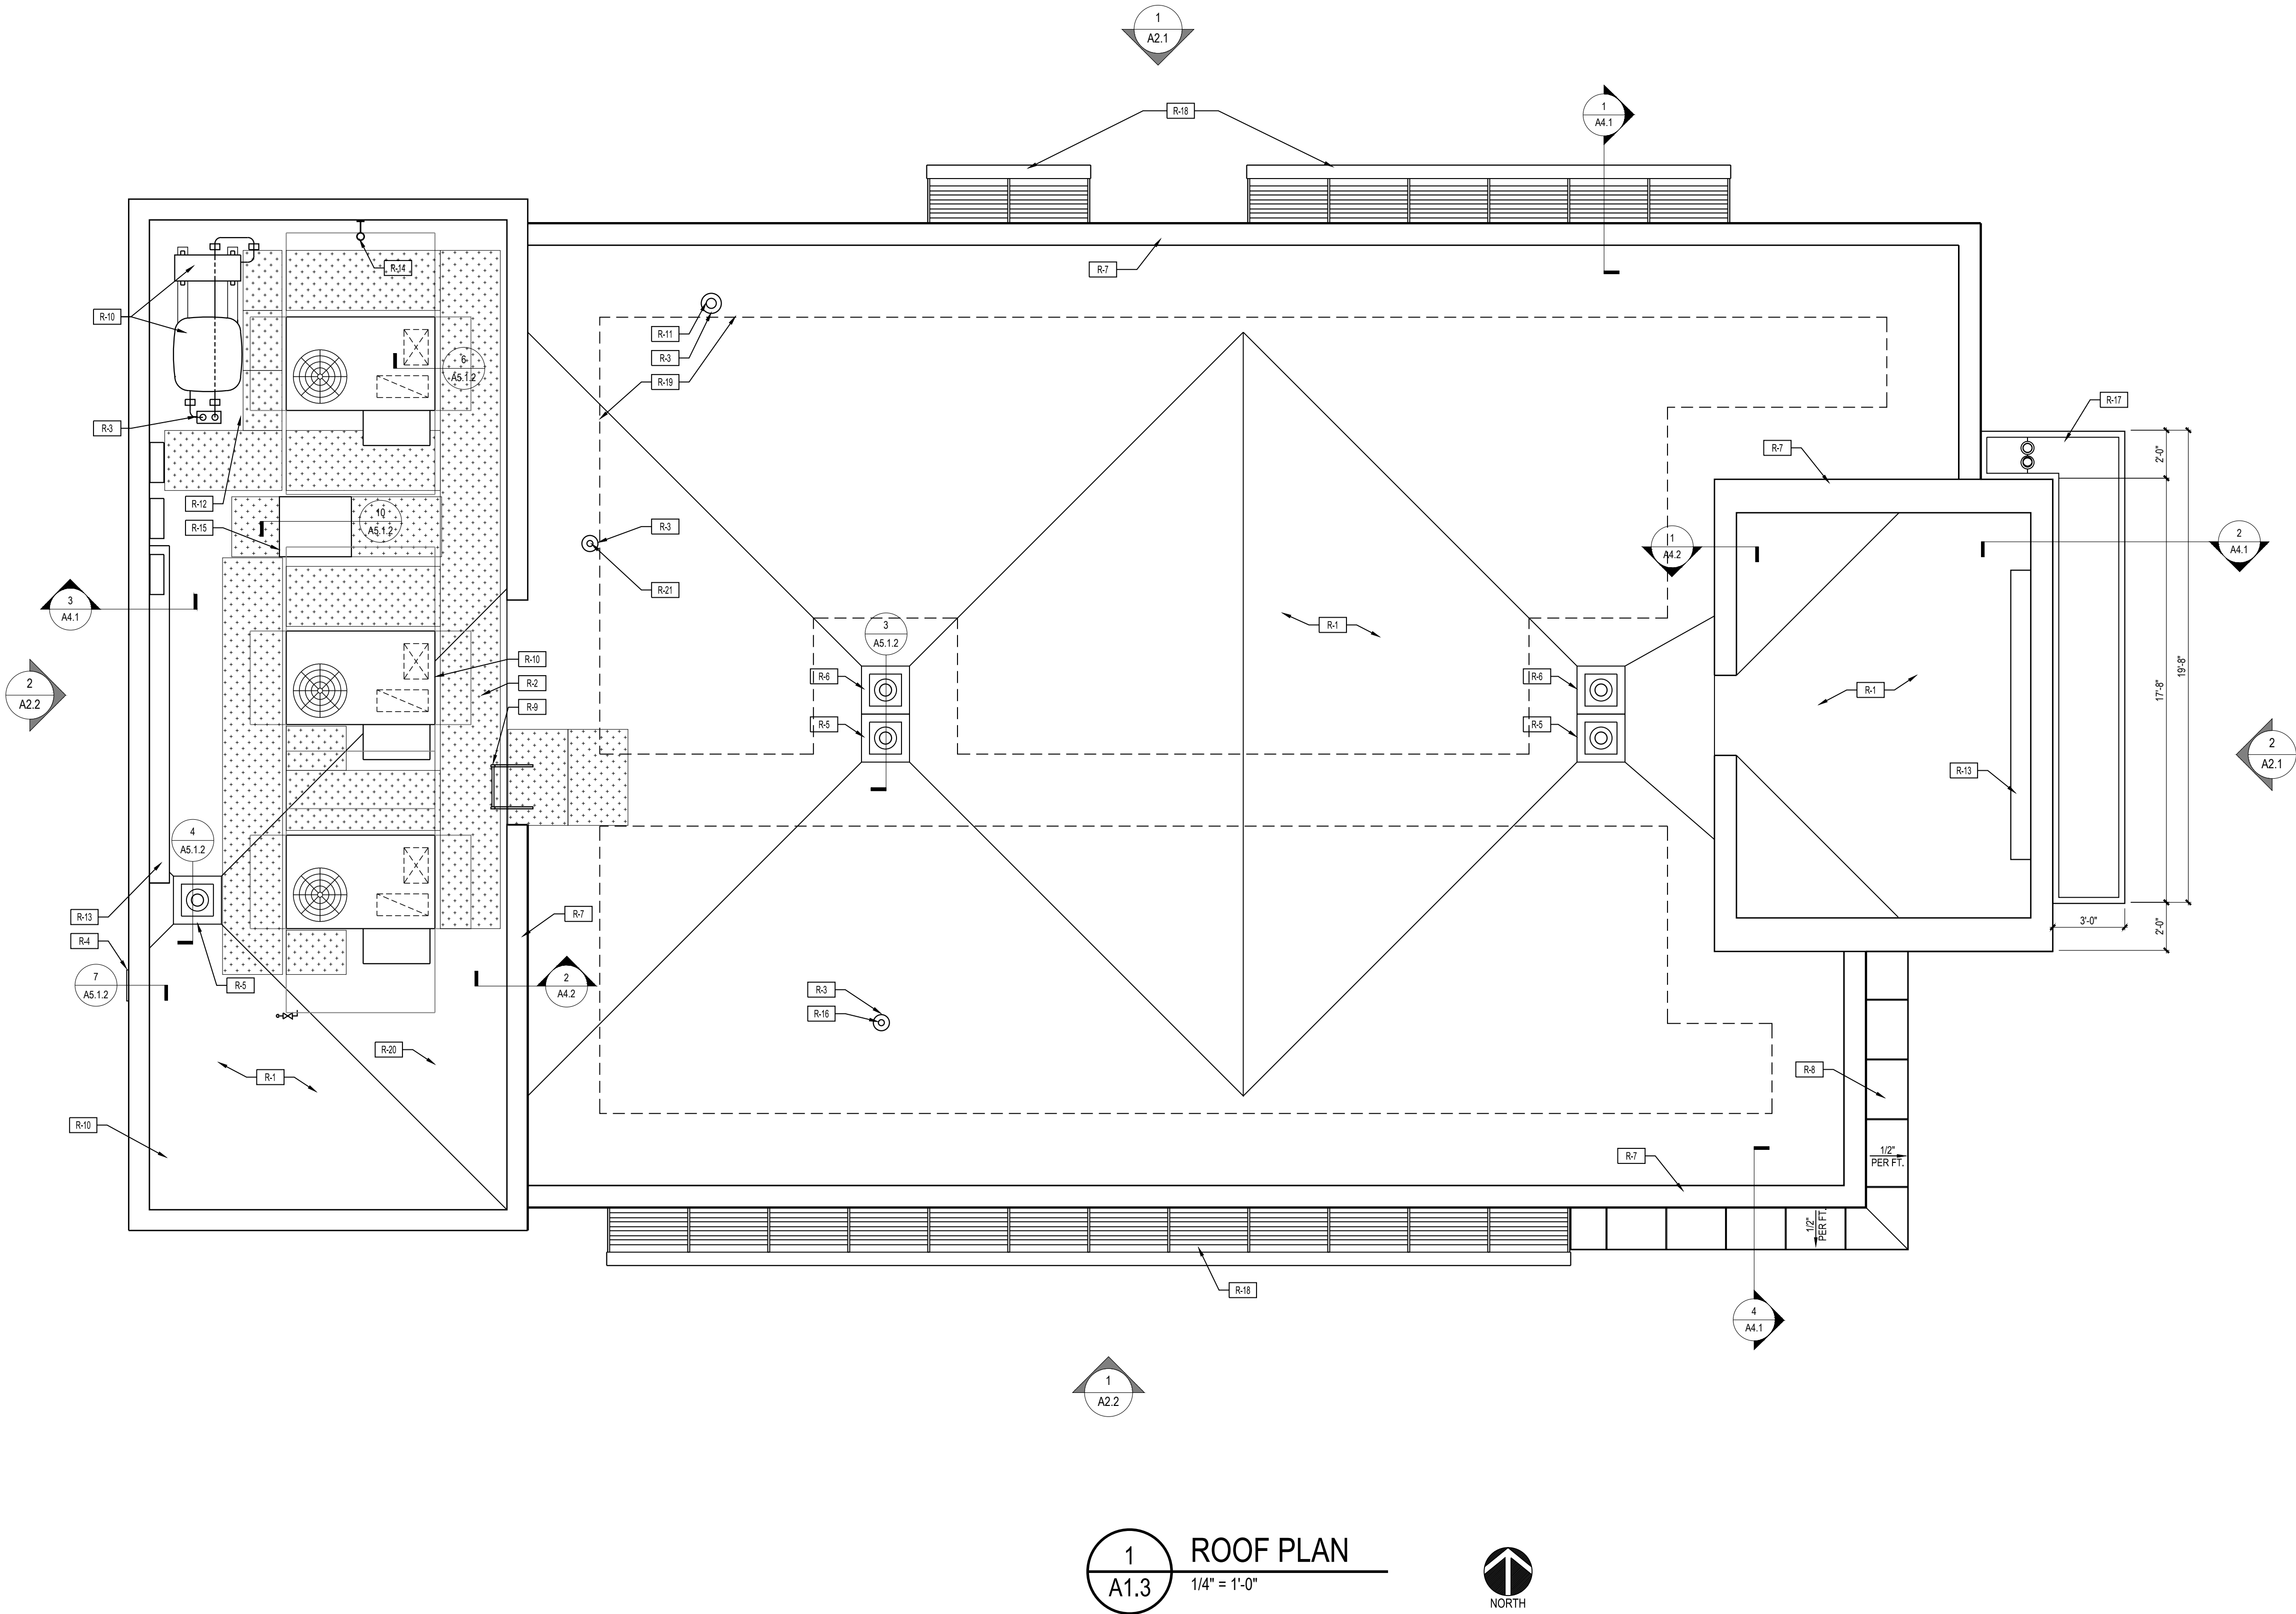 1
A2.1
R-18
1
A4.1
R-14
R-7
R-10
R-11
R-3
6
A5.1.2
R-19
R-17
R-3
R-7
2'-0"
R-12
10
A5.1.2
R-15
R-3
1
A4.2
2
A4.1
R-21
3
A4.1
3
A5.1.2
R-1
R-10
R-6
R-6
19'-8"
2
A2.2
R-2
R-1
17'-8"
R-9
R-5
R-5
2
A2.1
R-13
4
A5.1.2
R-13
R-7
3'-0"
2'-0"
R-4
7
A5.1.2
R-5
2
A4.2
R-3
R-16
R-20
R-1
R-8
R-10
1/2"
PER FT.
R-7
1/2"
PER FT.
R-18
4
A4.1
1
A2.2
1
A1.3
ROOF PLAN
1/4" = 1'-0"
NORTH